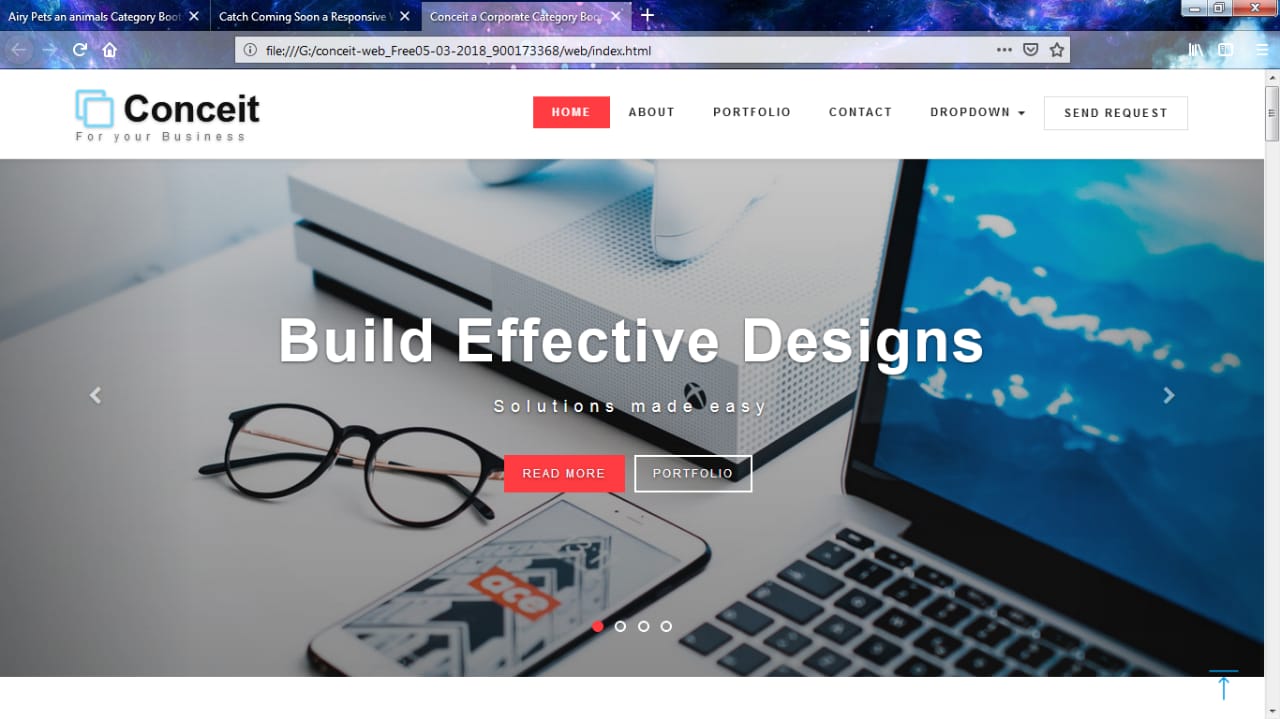 Airy Pets an animals Category Boot
Catch Coming Soon a Responsive
Conceit a Corporate Category Boo
file:///G:/conceit-web_Free05-03-2018_900173368/web/index.html
Conceit
For your Business
HOME ABOUT PORTFOLIO CONTACT DROPDOWN SEND REQUEST
Build Effective Designs
Solutions made easy
READ MORE PORTFOLIO
ace